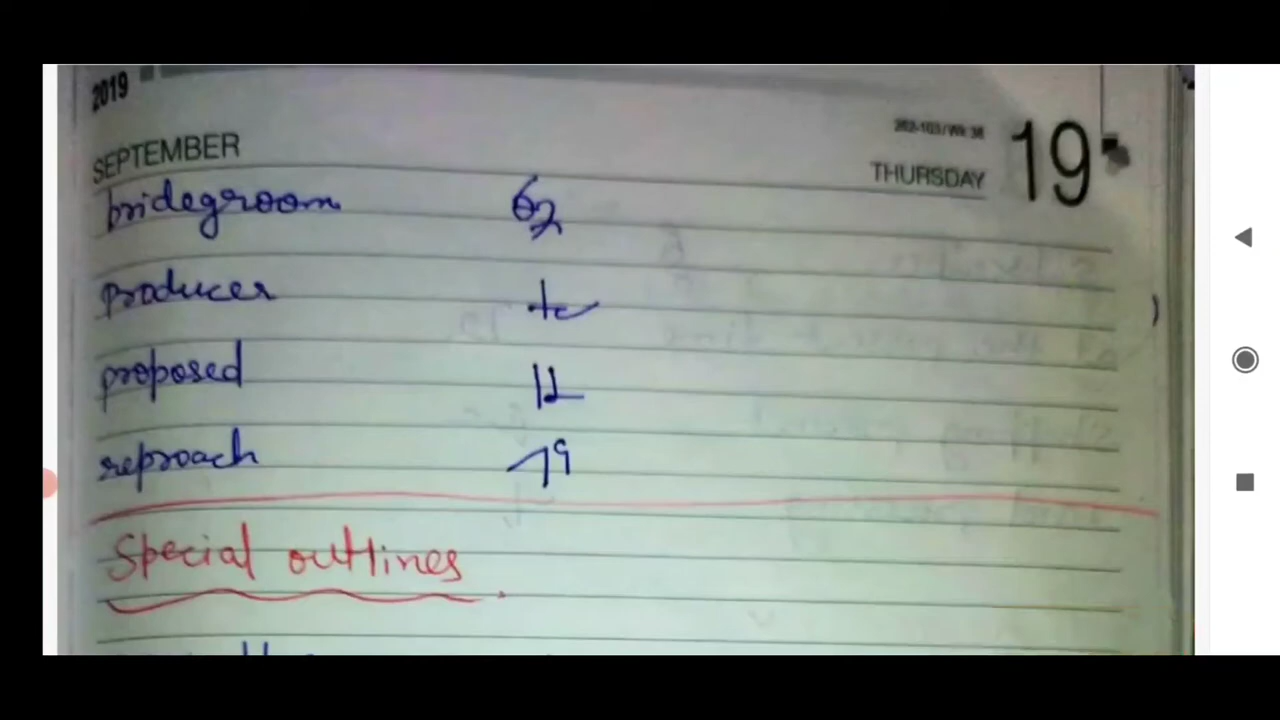 2019
SEPTEMBER
THURSDAY 19
bridegroom
producer
proposed
reproach
Special outlines